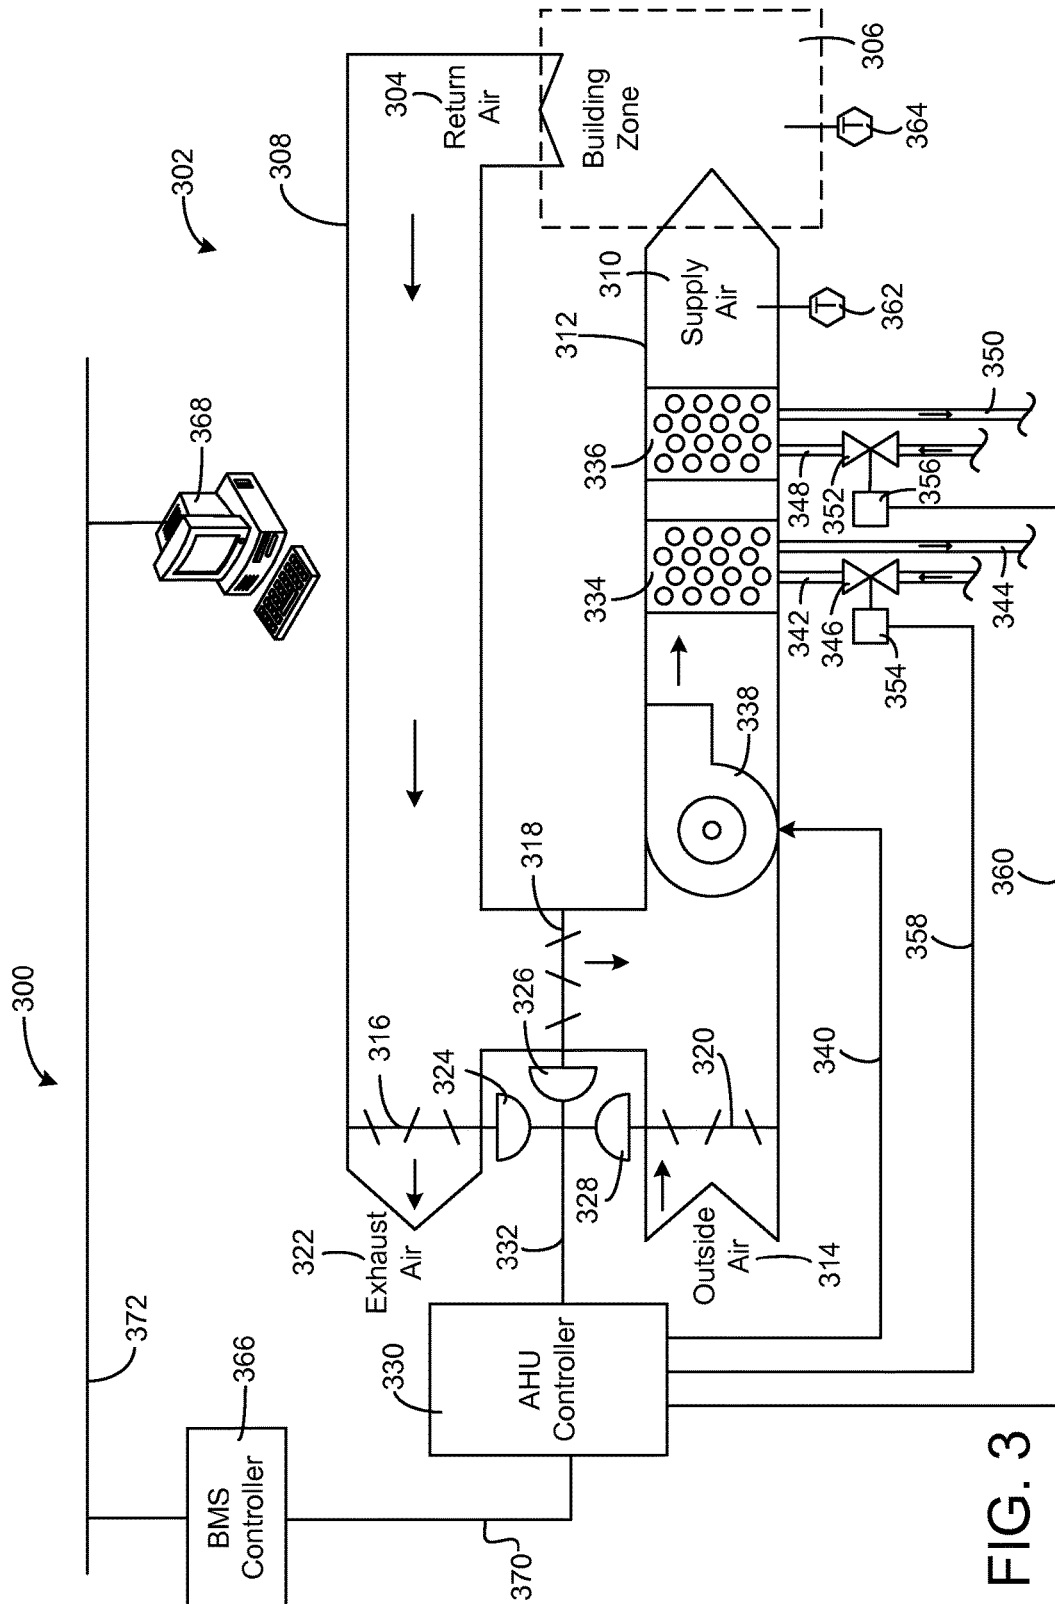 300
302
372
366
BMS
Controller
370
368
308
304
Return
Air
306
Building
Zone
364
316
324
318
326
322
Exhaust
Air
332
328
320
330
AHU
Controller
Outside
Air
314
338
340
312
310
Supply
Air
362
334
336
342
346
354
344
348
352
356
350
358
360
FIG. 3
T
T